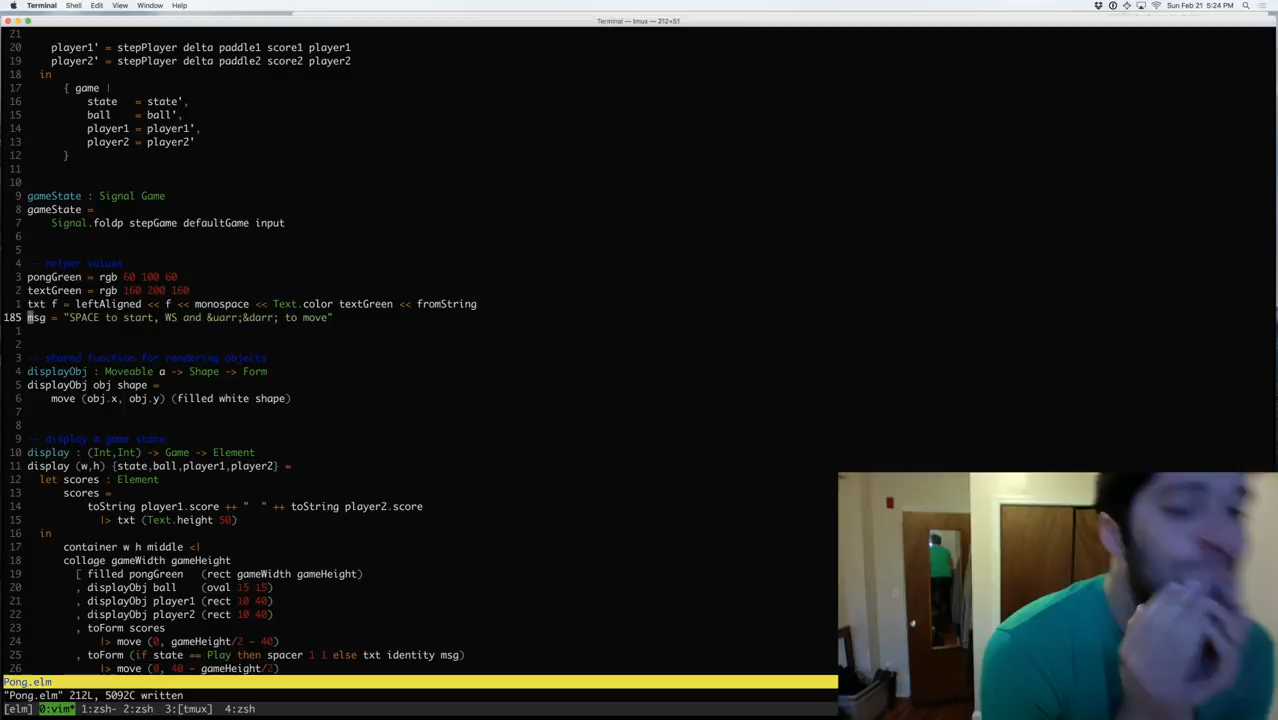 Terminal Shell Edit View Window Help Sun Feb 21 5:24 PM
Terminal — tmux — 212×51
21
20 player1' = stepPlayer delta paddle1 score1 player1
19 player2' = stepPlayer delta paddle2 score2 player2
18 in
17 { game |
16 state = state',
15 ball = ball',
14 player1 = player1',
13 player2 = player2'
12 }
11
10
9 gameState : Signal Game
8 gameState =
7 Signal.foldp stepGame defaultGame input
6
5
4 -- helper values
3 pongGreen = rgb 60 100 60
2 textGreen = rgb 160 200 160
1 txt f = leftAligned << f << monospace << Text.color textGreen << fromString
185 msg = "SPACE to start, WS and &uarr;&darr; to move"
1
2
3 -- shared function for rendering objects
4 displayObj : Moveable a -> Shape -> Form
5 displayObj obj shape =
6 move (obj.x, obj.y) (filled white shape)
7
8
9 -- display a game state
10 display : (Int,Int) -> Game -> Element
11 display (w,h) {state,ball,player1,player2} =
12 let scores : Element
13 scores =
14 toString player1.score ++ "  " ++ toString player2.score
15 |> txt (Text.height 50)
16 in
17 container w h middle <|
18 collage gameWidth gameHeight
19 [ filled pongGreen (rect gameWidth gameHeight)
20 , displayObj ball (oval 15 15)
21 , displayObj player1 (rect 10 40)
22 , displayObj player2 (rect 10 40)
23 , toForm scores
24 |> move (0, gameHeight/2 - 40)
25 , toForm (if state == Play then spacer 1 1 else txt identity msg)
26 |> move (0, 40 - gameHeight/2)
Pong.elm
"Pong.elm" 212L, 5092C written
[elm] 0:vim* 1:zsh- 2:zsh 3:[tmux] 4:zsh